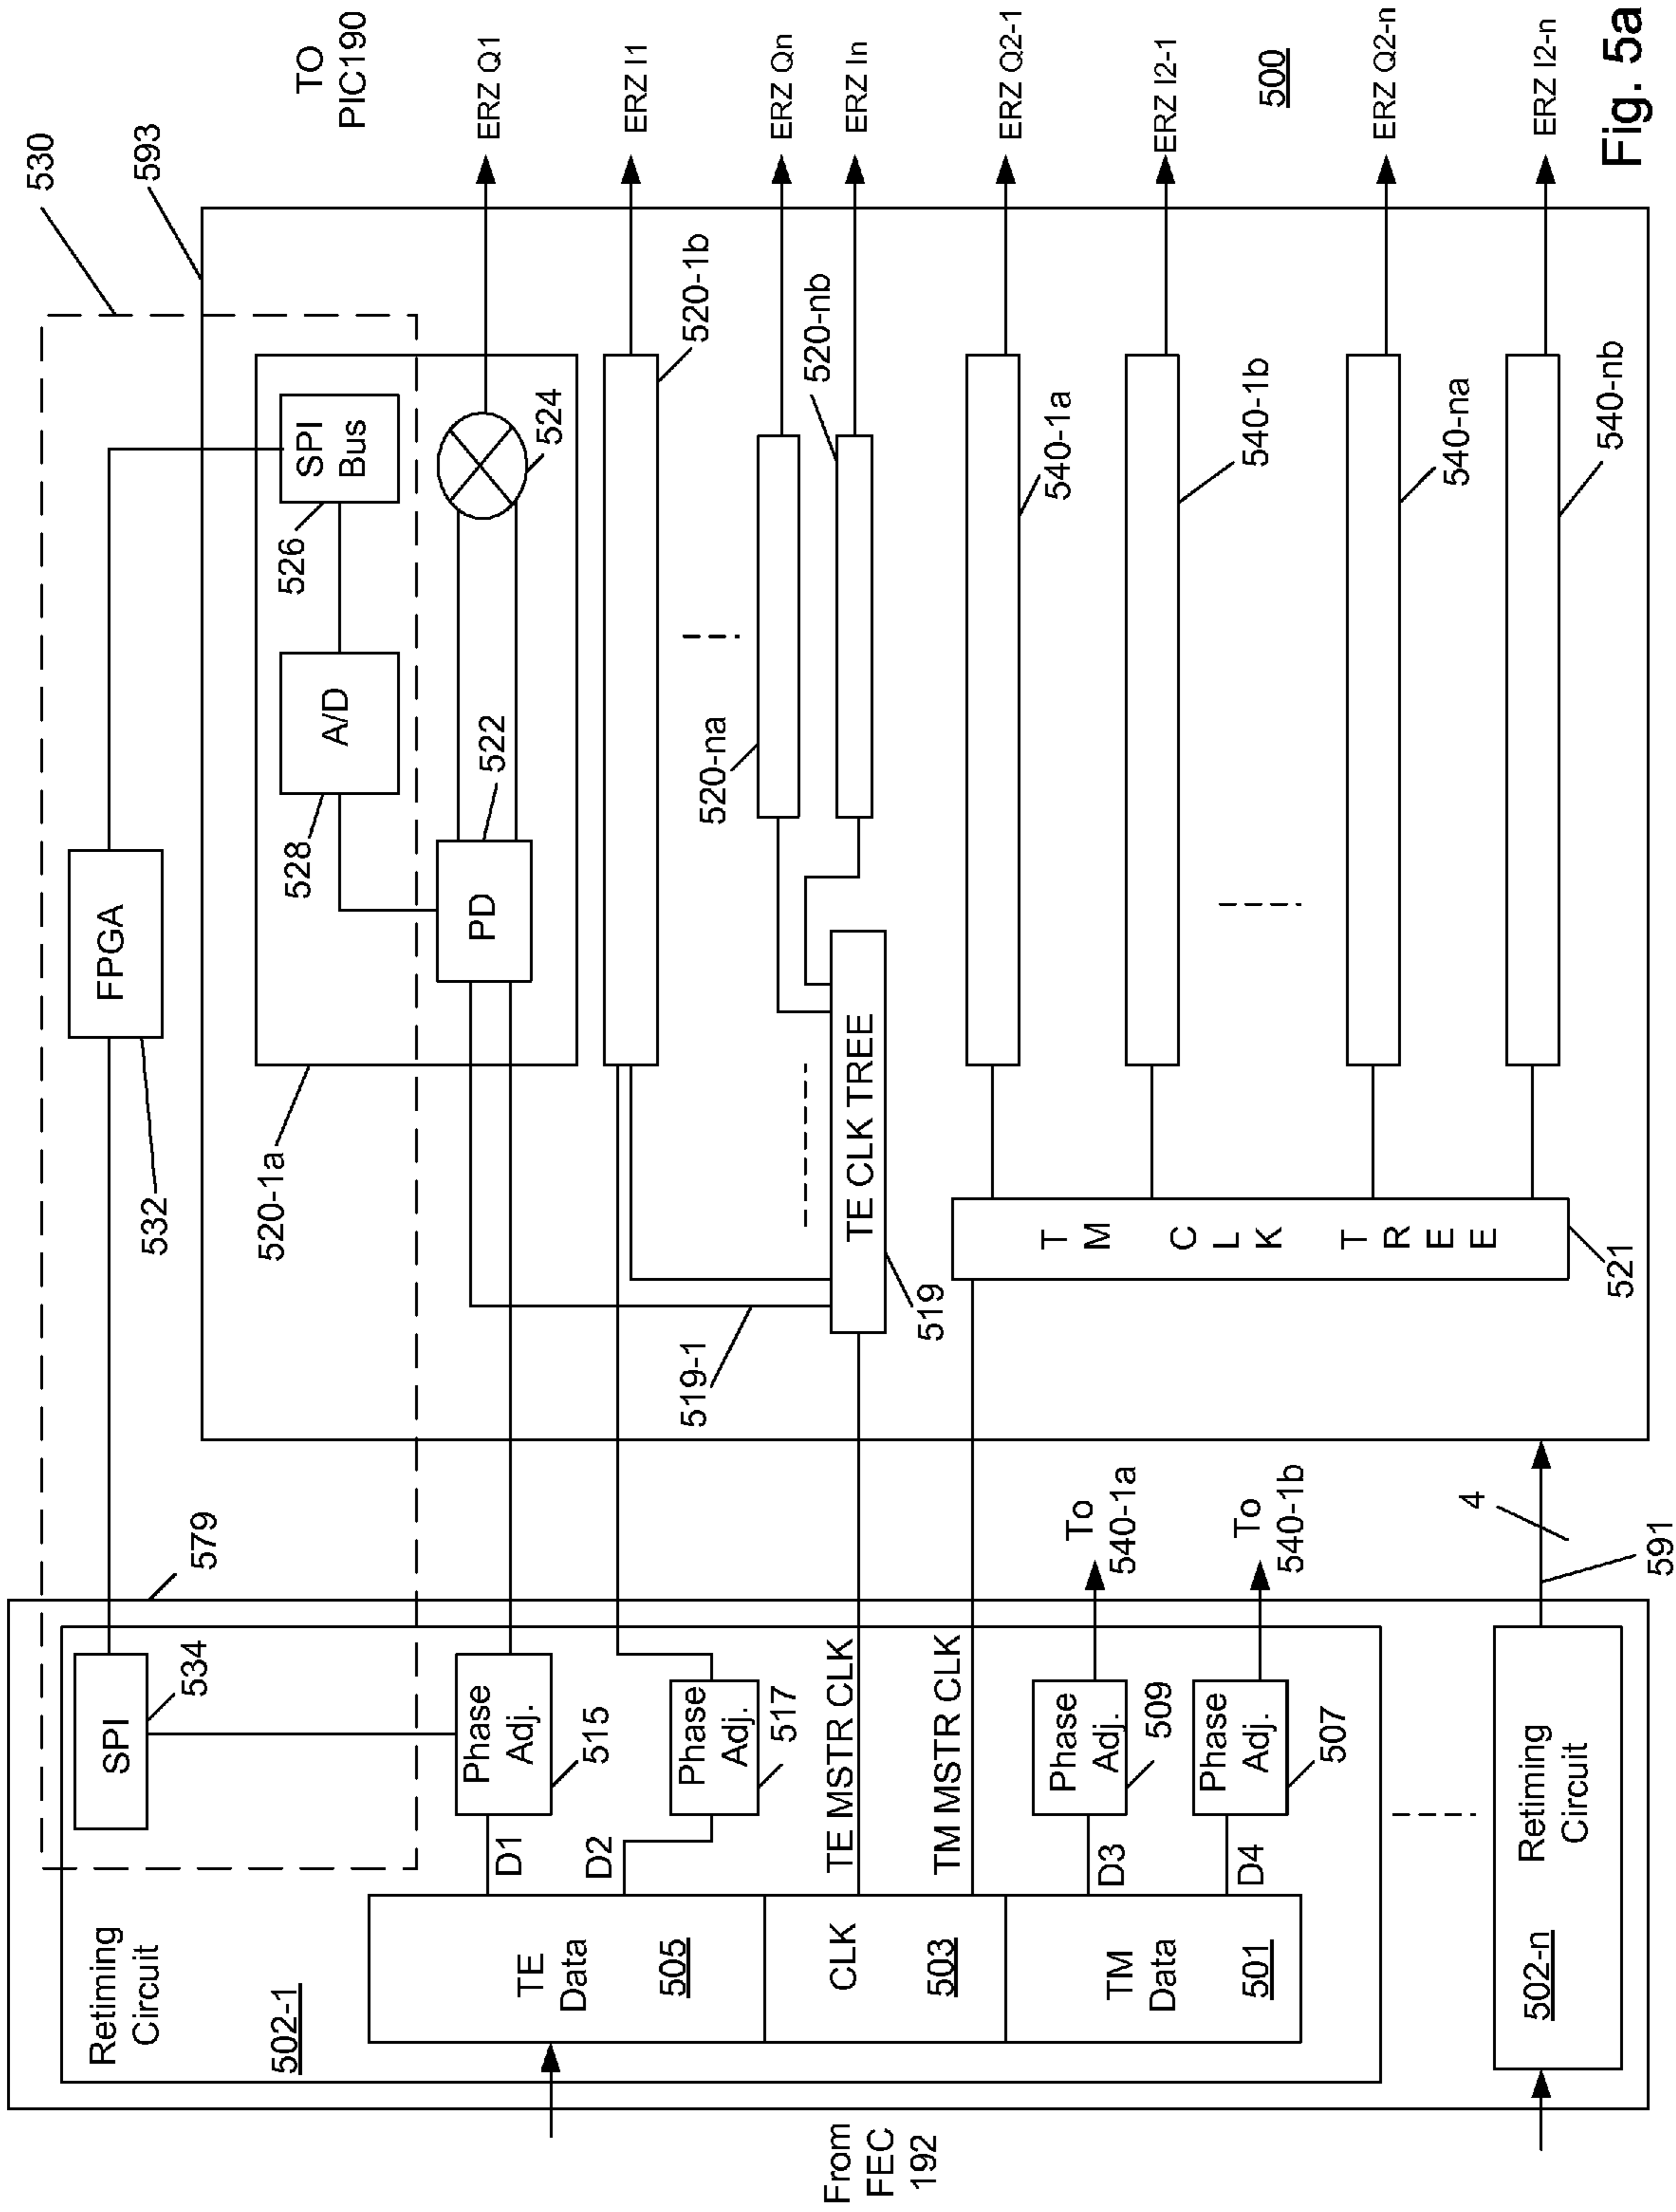 530
593
TO
PIC190
579
FPGA
532
SPI
534
SPI
Bus
526
A/D
528
520-1a
PD
522
524
ERZ Q1
520-1b
ERZ I1
Retiming
Circuit
502-1
Phase
Adj.
515
D1
D2
Phase
Adj.
517
519-1
520-na
520-nb
ERZ Qn
ERZ In
TE
Data
505
CLK
503
TM
Data
501
TE MSTR CLK
TM MSTR CLK
TE CLK TREE
519
From
FEC
192
D3
Phase
Adj.
509
To
540-1a
D4
Phase
Adj.
507
To
540-1b
TM CLK TREE
521
540-1a
ERZ Q2-1
540-1b
ERZ I2-1
540-na
ERZ Q2-n
540-nb
ERZ I2-n
Retiming
Circuit
502-n
4
591
500
Fig. 5a